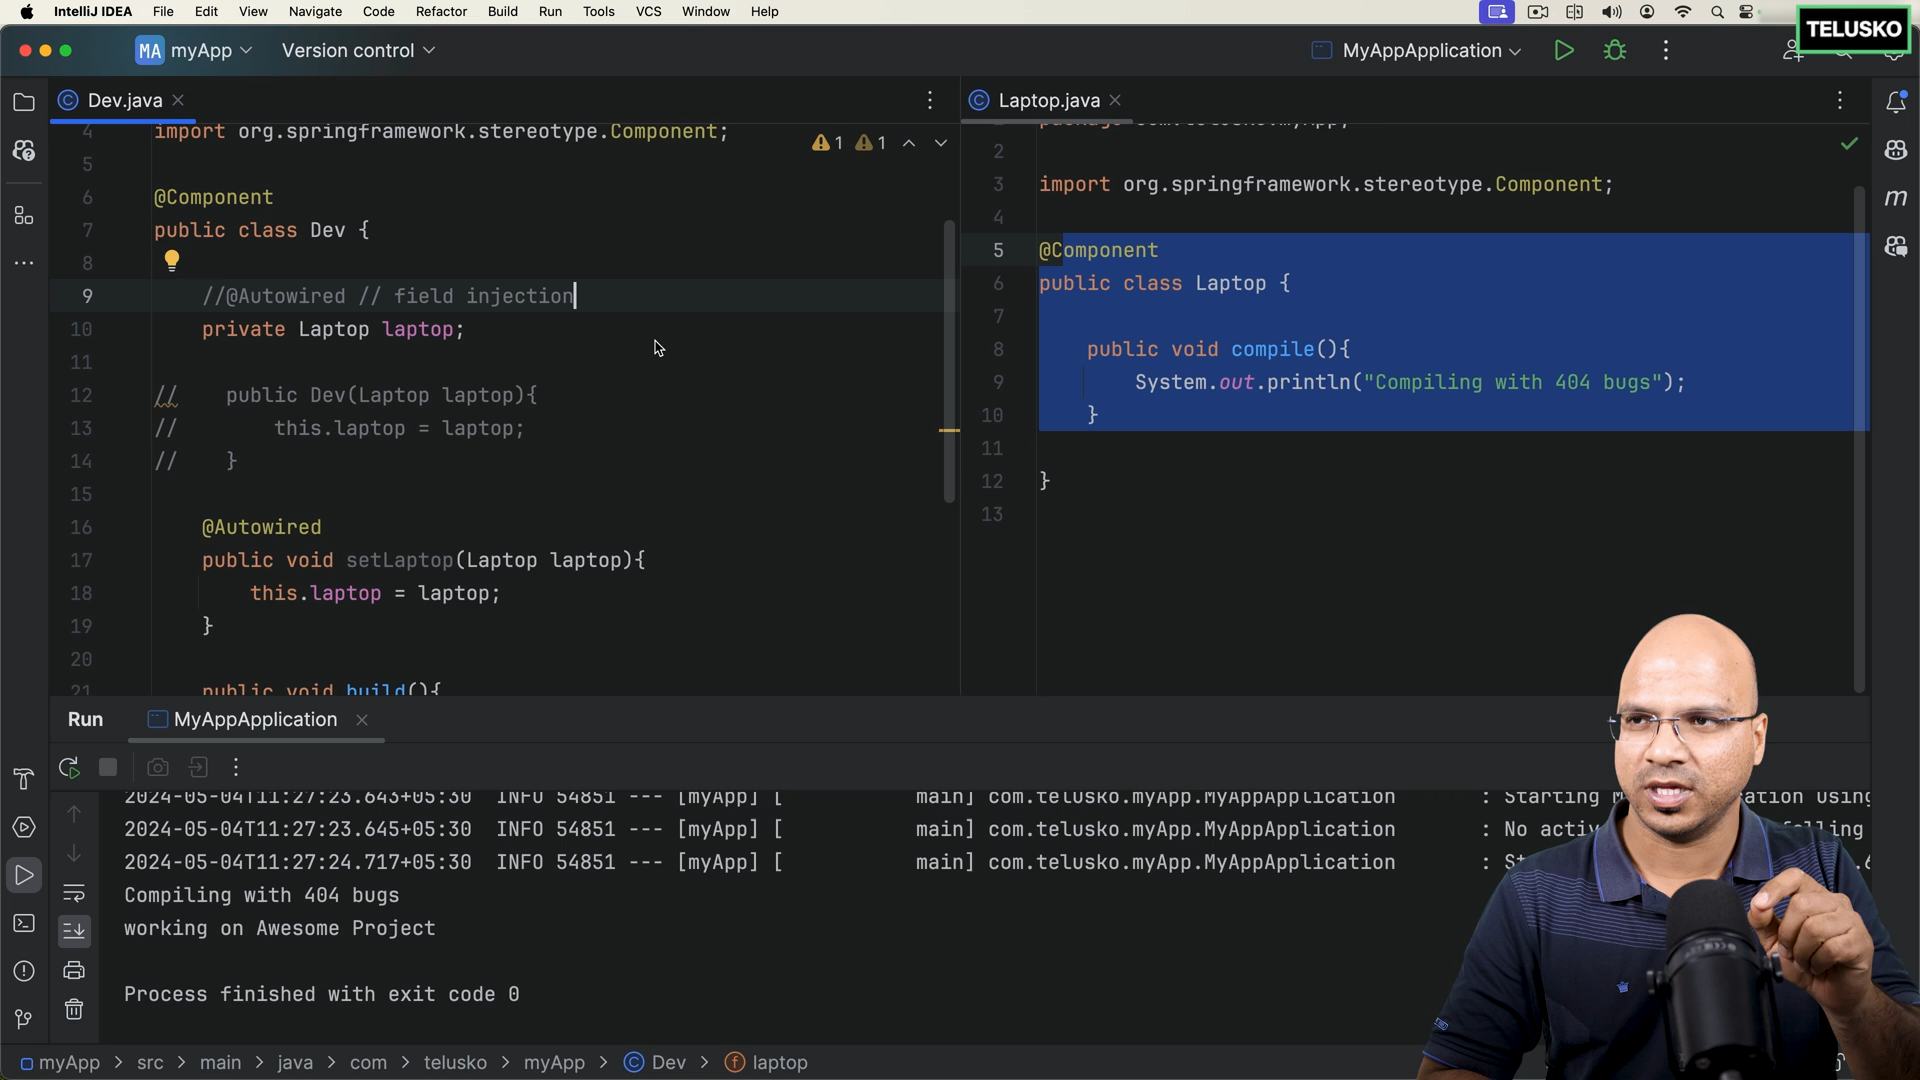 IntelliJ IDEA File Edit View Navigate Code Refactor Build Run Tools VCS Window Help
TELUSKO
MA myApp Version control MyAppApplication
Dev.java
4 import org.springframework.stereotype.Component;
1 1
5
6 @Component
7 public class Dev {
8
9 //@Autowired // field injection
10 private Laptop laptop;
11
12 // public Dev(Laptop laptop){
13 // this.laptop = laptop;
14 // }
15
16 @Autowired
17 public void setLaptop(Laptop laptop){
18 this.laptop = laptop;
19 }
20
21 public void build(){
Laptop.java
package com.telusko.myApp;
2
3 import org.springframework.stereotype.Component;
4
5 @Component
6 public class Laptop {
7
8 public void compile(){
9 System.out.println("Compiling with 404 bugs");
10 }
11
12 }
13
m
Run MyAppApplication
2024-05-04T11:27:23.643+05:30 INFO 54851 --- [myApp] [ main] com.telusko.myApp.MyAppApplication : Starting
2024-05-04T11:27:23.645+05:30 INFO 54851 --- [myApp] [ main] com.telusko.myApp.MyAppApplication : No
2024-05-04T11:27:24.717+05:30 INFO 54851 --- [myApp] [ main] com.telusko.myApp.MyAppApplication :
Compiling with 404 bugs
working on Awesome Project
Process finished with exit code 0
myApp > src > main > java > com > telusko > myApp > Dev > laptop